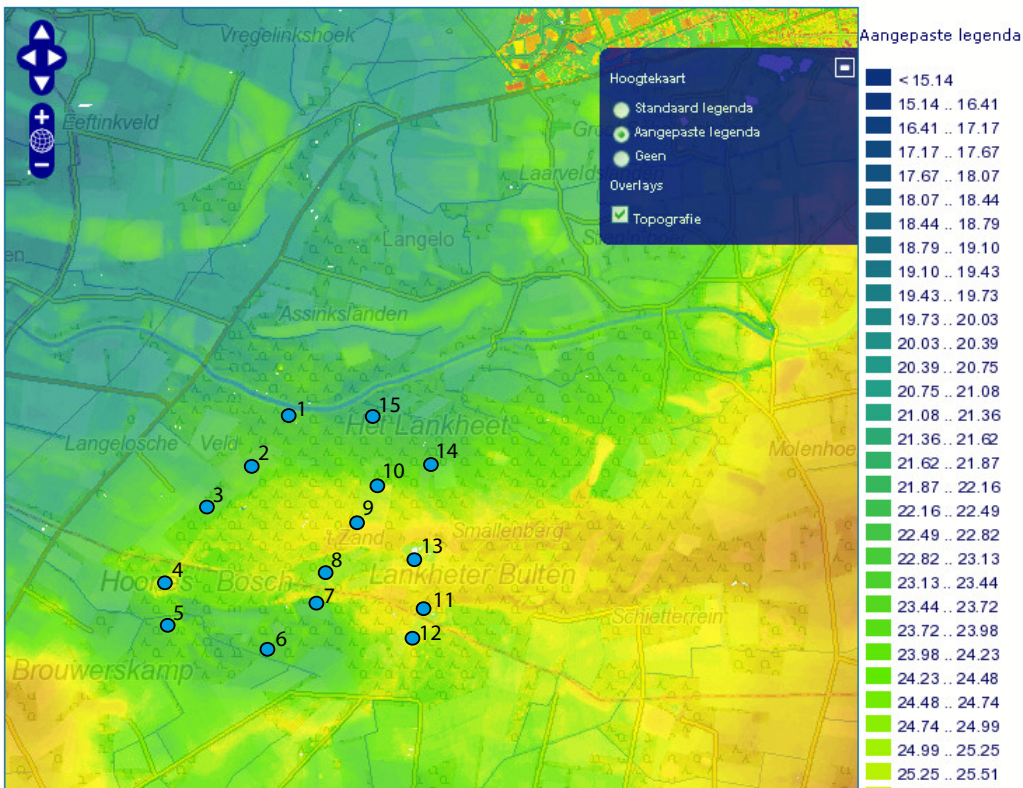 Vregelinkshoek
Eeftinkveld
Langelo
Assinkslanden
Laarveldslanden
Het Lankheet
Langelosche Veld
Molenhoe
't Zand
Smallenberg
Bosch
Lankheter Bulten
Schietterrein
Brouwerskamp
en
1
2
3
4
5
6
7
8
9
10
11
12
13
14
15
Hoogtekaart
Standaard legenda
Aangepaste legenda
Geen
Overlays
Topografie
Aangepaste legenda
< 15.14
15.14 .. 16.41
16.41 .. 17.17
17.17 .. 17.67
17.67 .. 18.07
18.07 .. 18.44
18.44 .. 18.79
18.79 .. 19.10
19.10 .. 19.43
19.43 .. 19.73
19.73 .. 20.03
20.03 .. 20.39
20.39 .. 20.75
20.75 .. 21.08
21.08 .. 21.36
21.36 .. 21.62
21.62 .. 21.87
21.87 .. 22.16
22.16 .. 22.49
22.49 .. 22.82
22.82 .. 23.13
23.13 .. 23.44
23.44 .. 23.72
23.72 .. 23.98
23.98 .. 24.23
24.23 .. 24.48
24.48 .. 24.74
24.74 .. 24.99
24.99 .. 25.25
25.25 .. 25.51